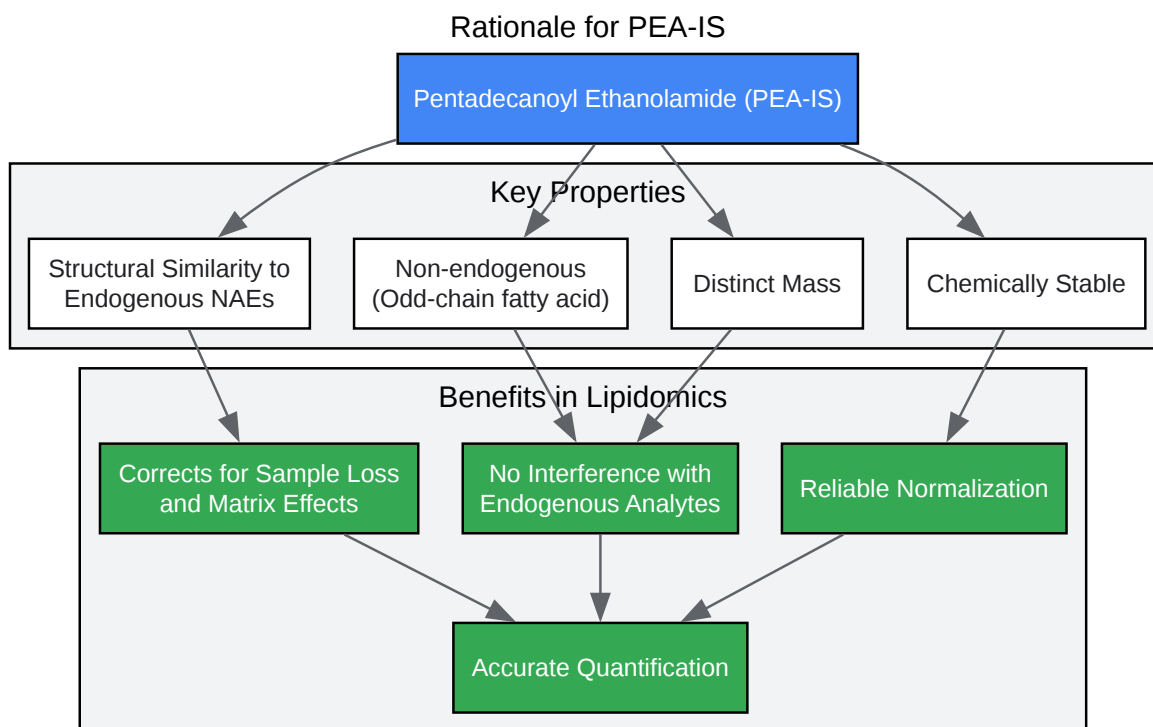 Rationale for PEA-IS
Pentadecanoyl Ethanolamide (PEA-IS)
Key Properties
Structural Similarity to
Endogenous NAEs
Non-endogenous
(Odd-chain fatty acid)
Distinct Mass
Chemically Stable
Benefits in Lipidomics
Corrects for Sample Loss
and Matrix Effects
No Interference with
Endogenous Analytes
Reliable Normalization
Accurate Quantification